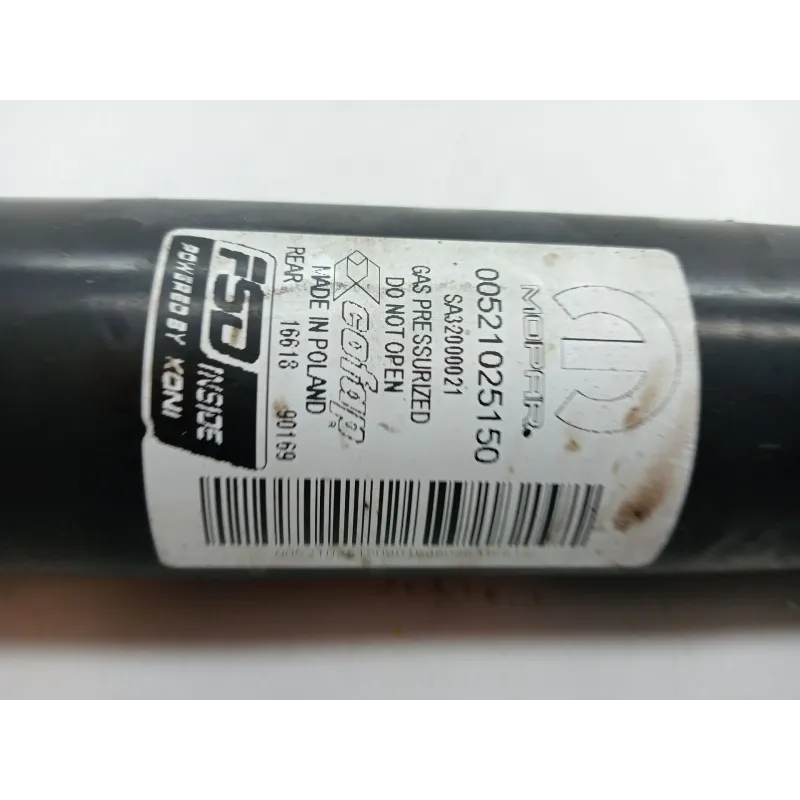 MOPAR.
00521025150
SA32000021
GAS PRESSURIZED
DO NOT OPEN
cofap
MADE IN POLAND
REAR 16618 90169
FSD INSIDE
POWERED BY KONI